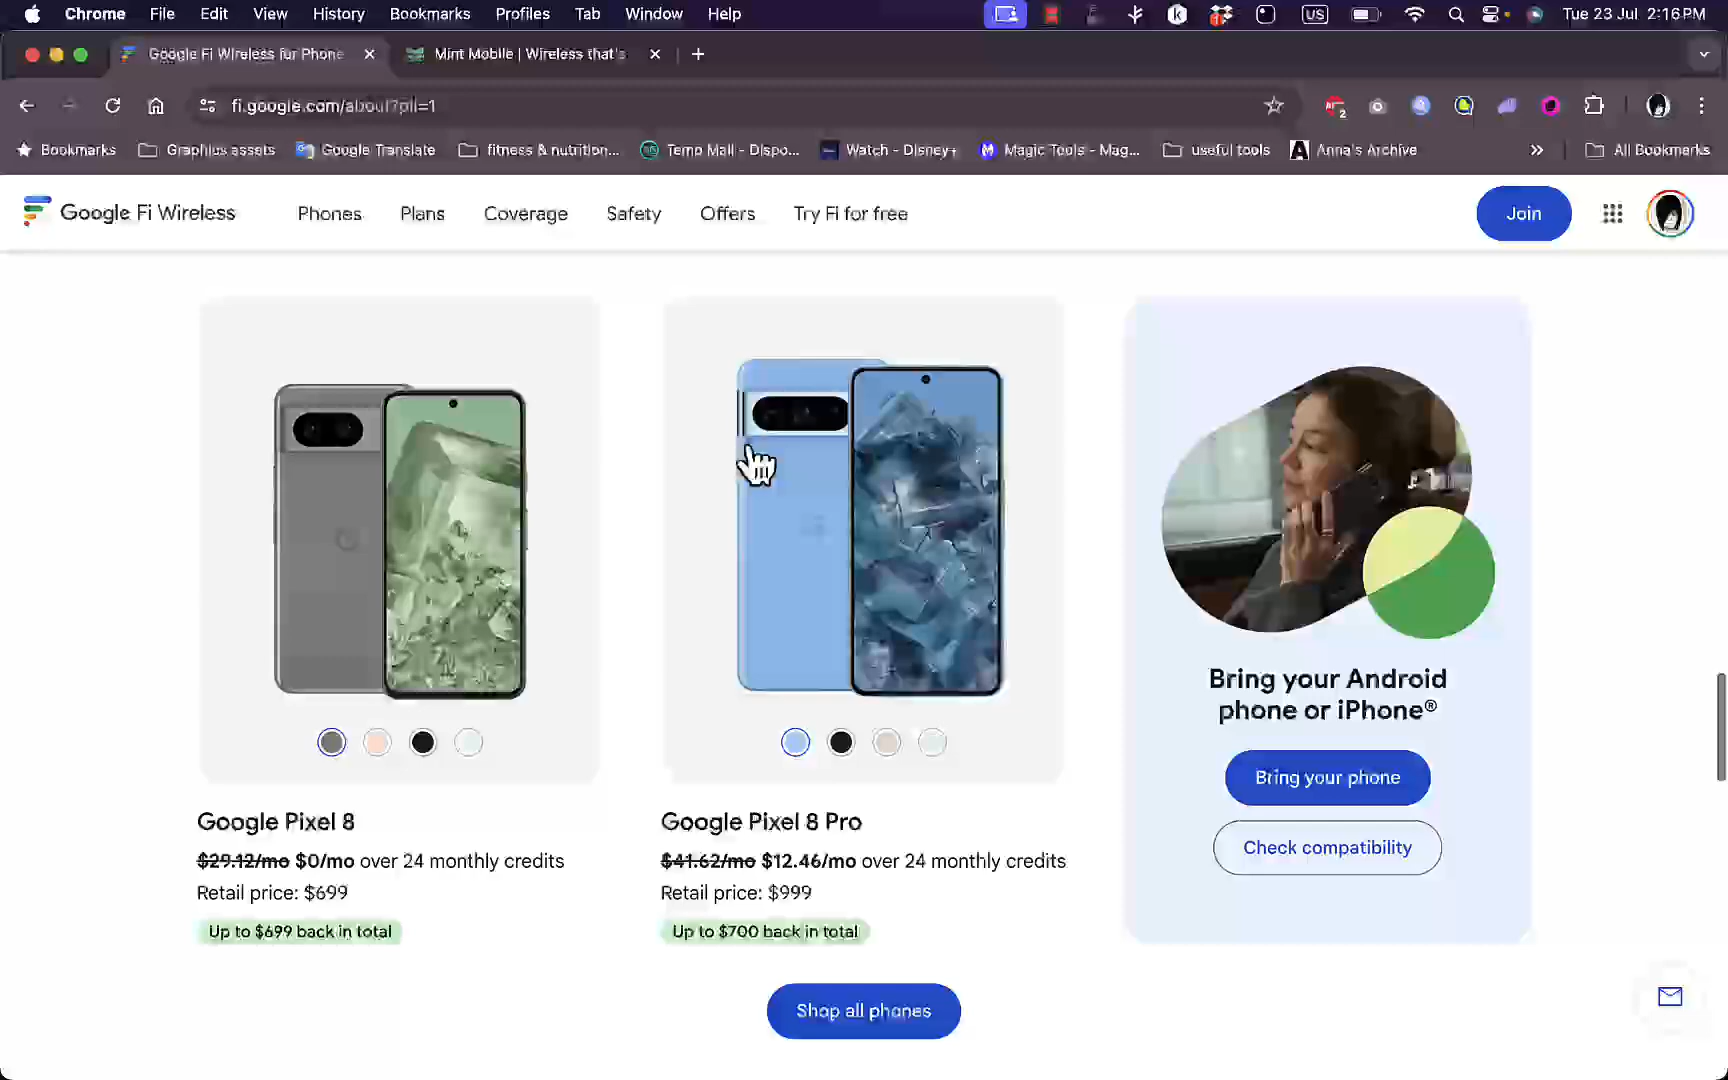 Chrome File Edit View History Bookmarks Profiles Tab Window Help US Tue 23 Jul 2:16 PM
Google Fi Wireless for Phone Mint Mobile | Wireless that's
fi.google.com/about?pli=1
Bookmarks Graphius assets Google Translate fitness & nutrition... Temp Mail - Dispo... Watch - Disney+ Magic Tools - Mag... useful tools Anna's Archive » All Bookmarks
Google Fi Wireless Phones Plans Coverage Safety Offers Try Fi for free Join
Bring your Android
phone or iPhone®
Bring your phone
Check compatibility
Google Pixel 8
$29.12/mo $0/mo over 24 monthly credits
Retail price: $699
Up to $699 back in total
Google Pixel 8 Pro
$41.62/mo $12.46/mo over 24 monthly credits
Retail price: $999
Up to $700 back in total
Shop all phones